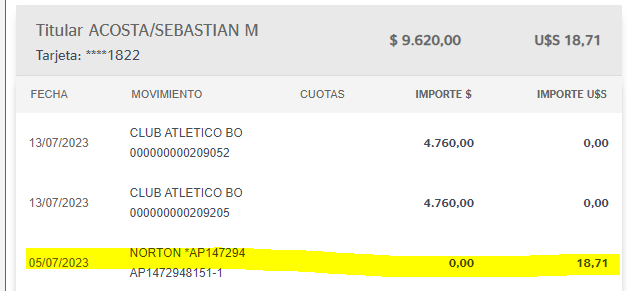 Titular ACOSTA/SEBASTIAN M
$ 9.620,00 U$S 18,71
Tarjeta: ****1822
FECHA MOVIMIENTO CUOTAS IMPORTE $ IMPORTE U$S
13/07/2023 CLUB ATLETICO BO 4.760,00 0,00
000000000209052
13/07/2023 CLUB ATLETICO BO 4.760,00 0,00
000000000209205
05/07/2023 NORTON *AP147294 0,00 18,71
AP1472948151-1